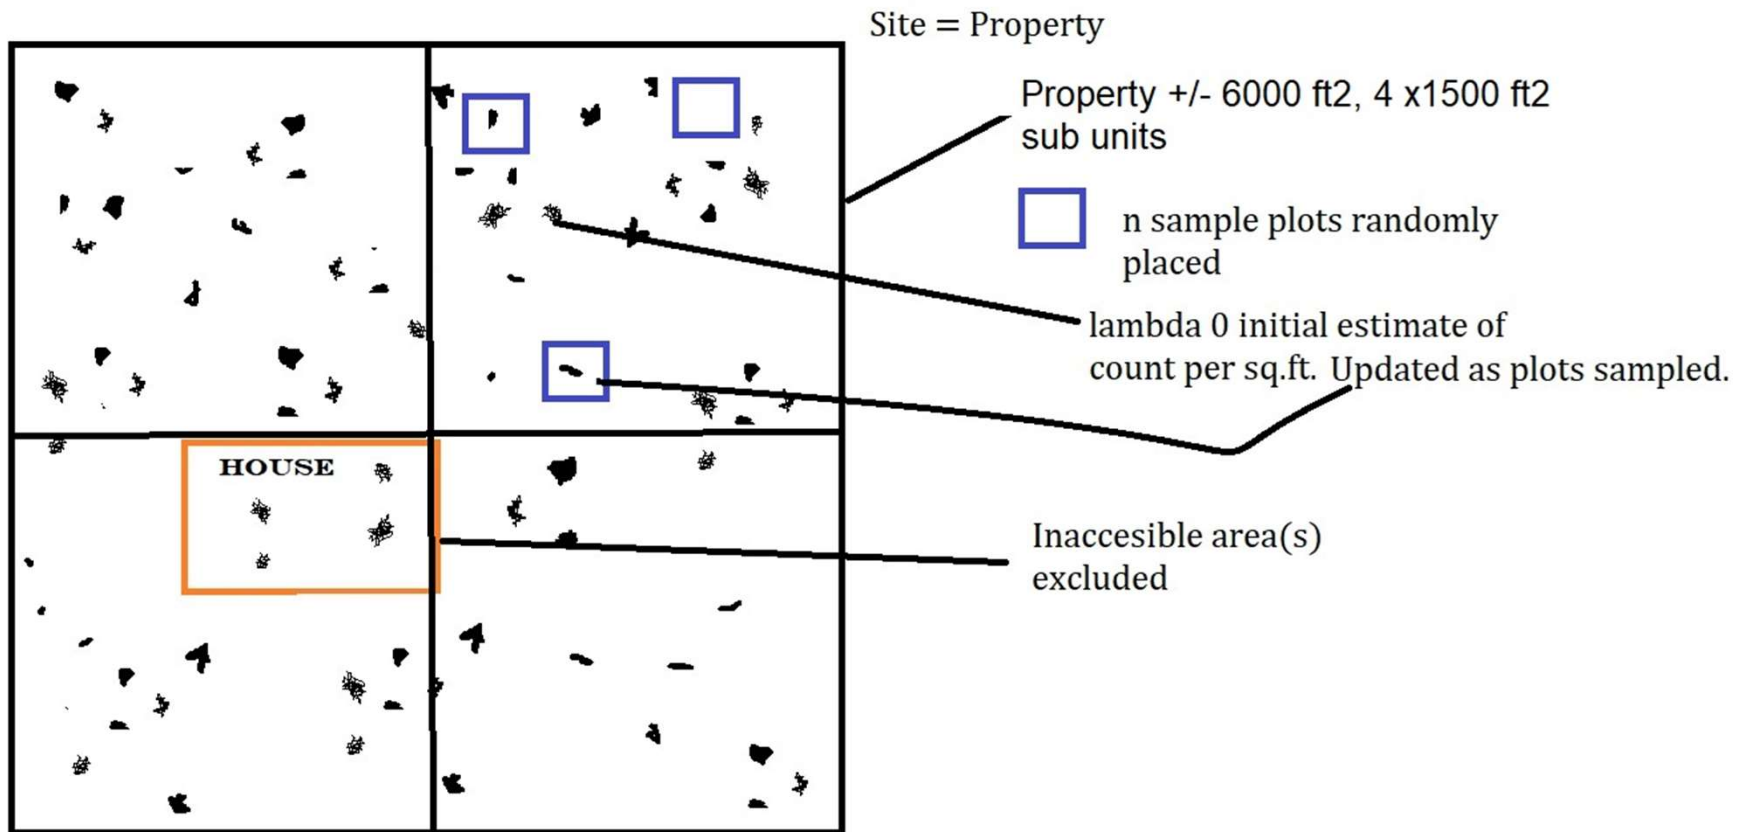 Site = Property
Property +/- 6000 ft2, 4 x1500 ft2
sub units
n sample plots randomly
placed
lambda 0 initial estimate of
count per sq.ft. Updated as plots sampled.
HOUSE
Inaccesible area(s)
excluded